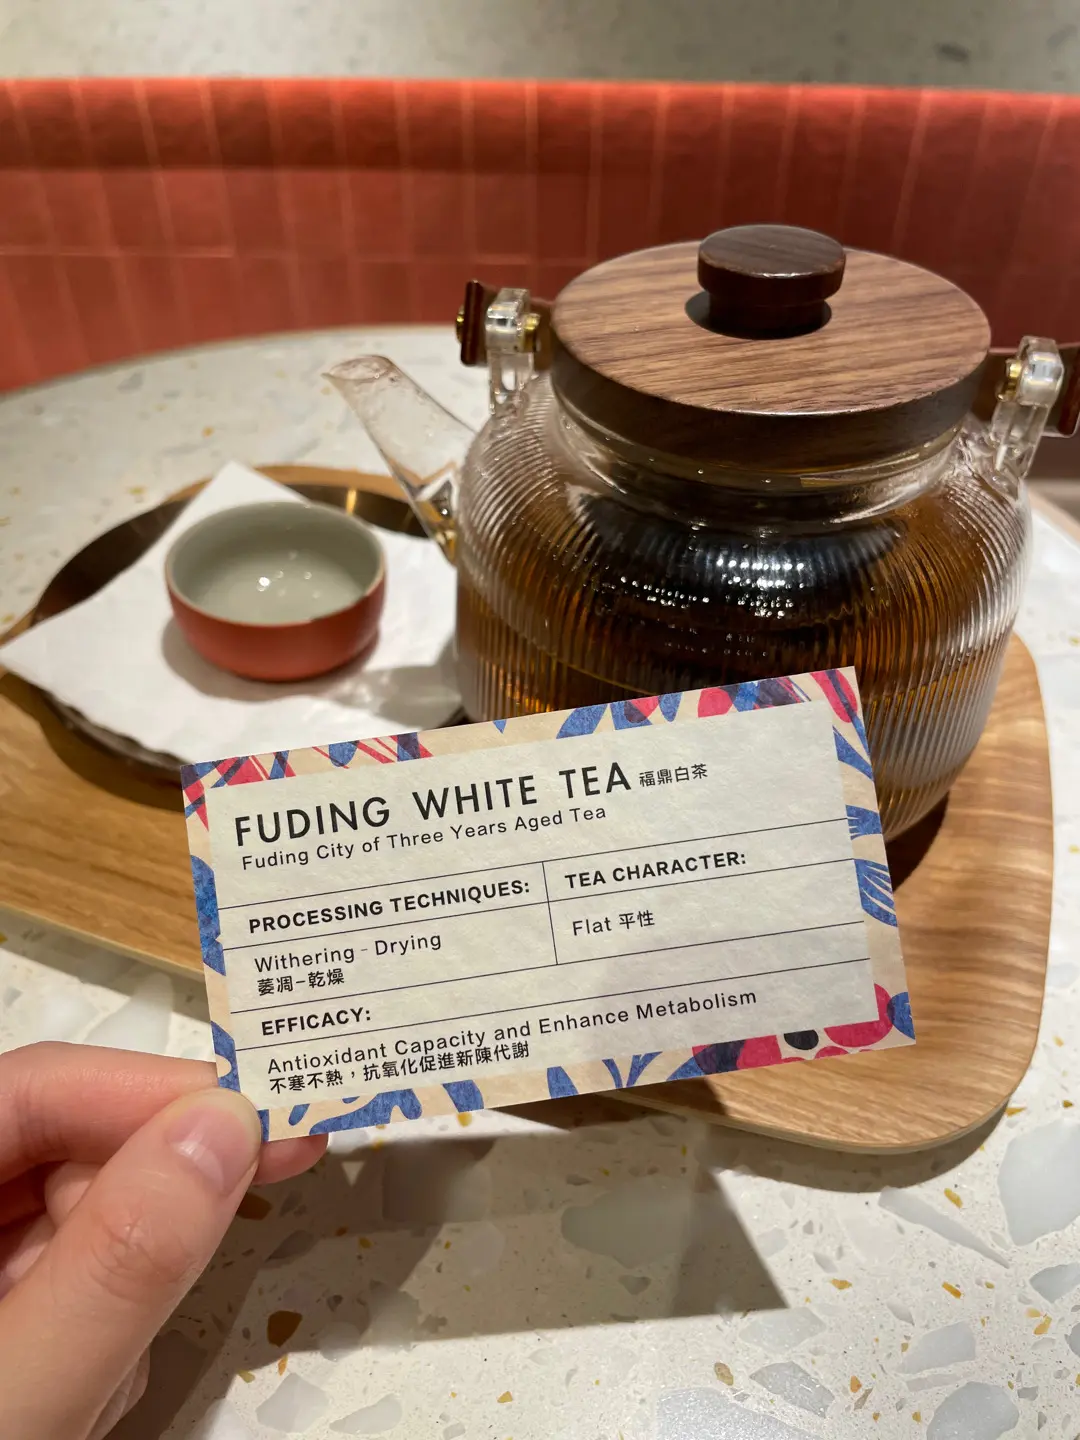 FUDING WHITE TEA 福鼎白茶
Fuding City of Three Years Aged Tea
PROCESSING TECHNIQUES:
Withering - Drying
萎凋-乾燥
TEA CHARACTER:
Flat 平性
EFFICACY:
Antioxidant Capacity and Enhance Metabolism
不寒不熱，抗氧化促進新陳代謝